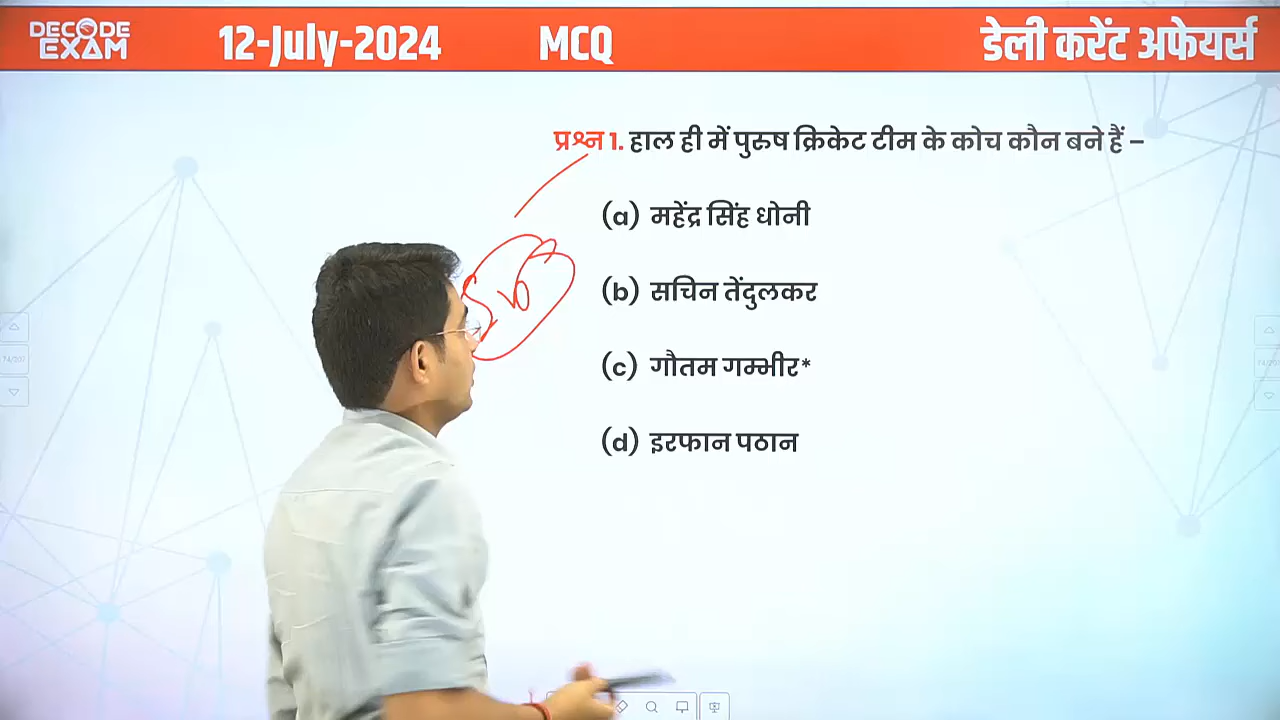 DECODE EXAM
12-July-2024
MCQ
डेली करेंट अफेयर्स
प्रश्न 1. हाल ही में पुरुष क्रिकेट टीम के कोच कौन बने हैं –
(a) महेंद्र सिंह धोनी
(b) सचिन तेंदुलकर
(c) गौतम गम्भीर*
(d) इरफान पठान